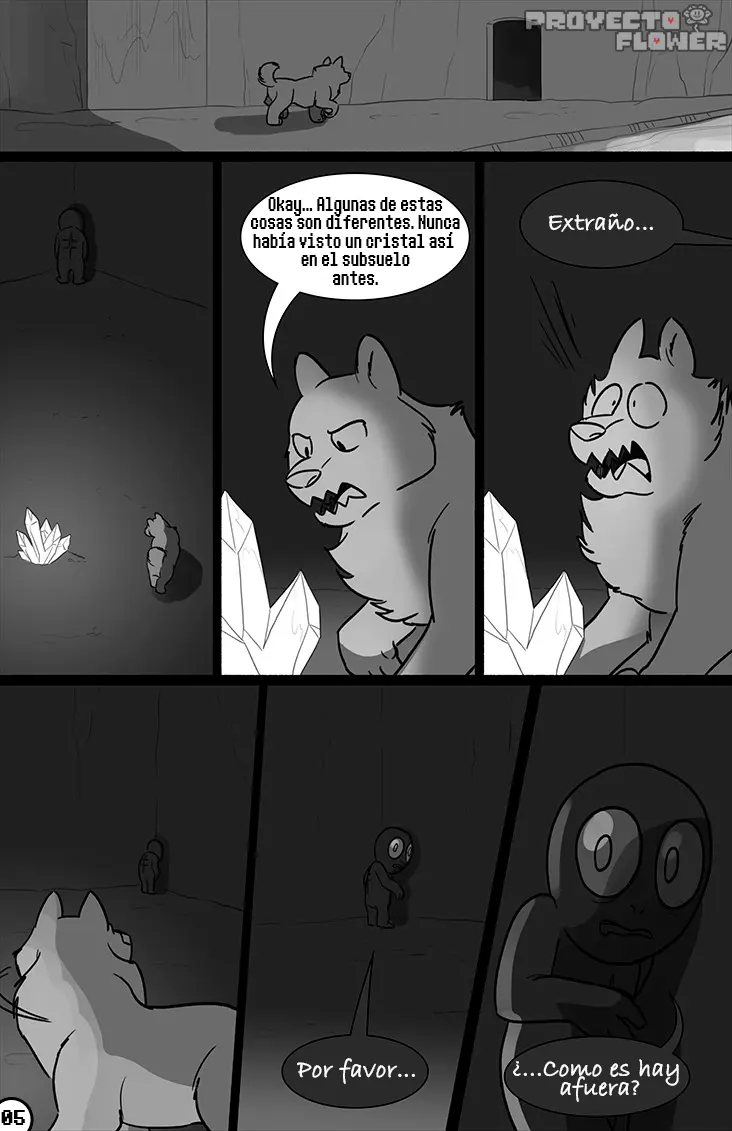 PROYECTO
FLOWER
Okay... Algunas de estas
cosas son diferentes. Nunca
había visto un cristal así
en el subsuelo
antes.
Extraño...
Por favor...
¿...Como es hay
afuera?
05